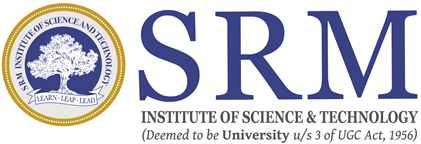 SRM INSTITUTE OF SCIENCE AND TECHNOLOGY
LEARN - LEAP - LEAD
SRM
INSTITUTE OF SCIENCE & TECHNOLOGY
(Deemed to be University u/s 3 of UGC Act, 1956)